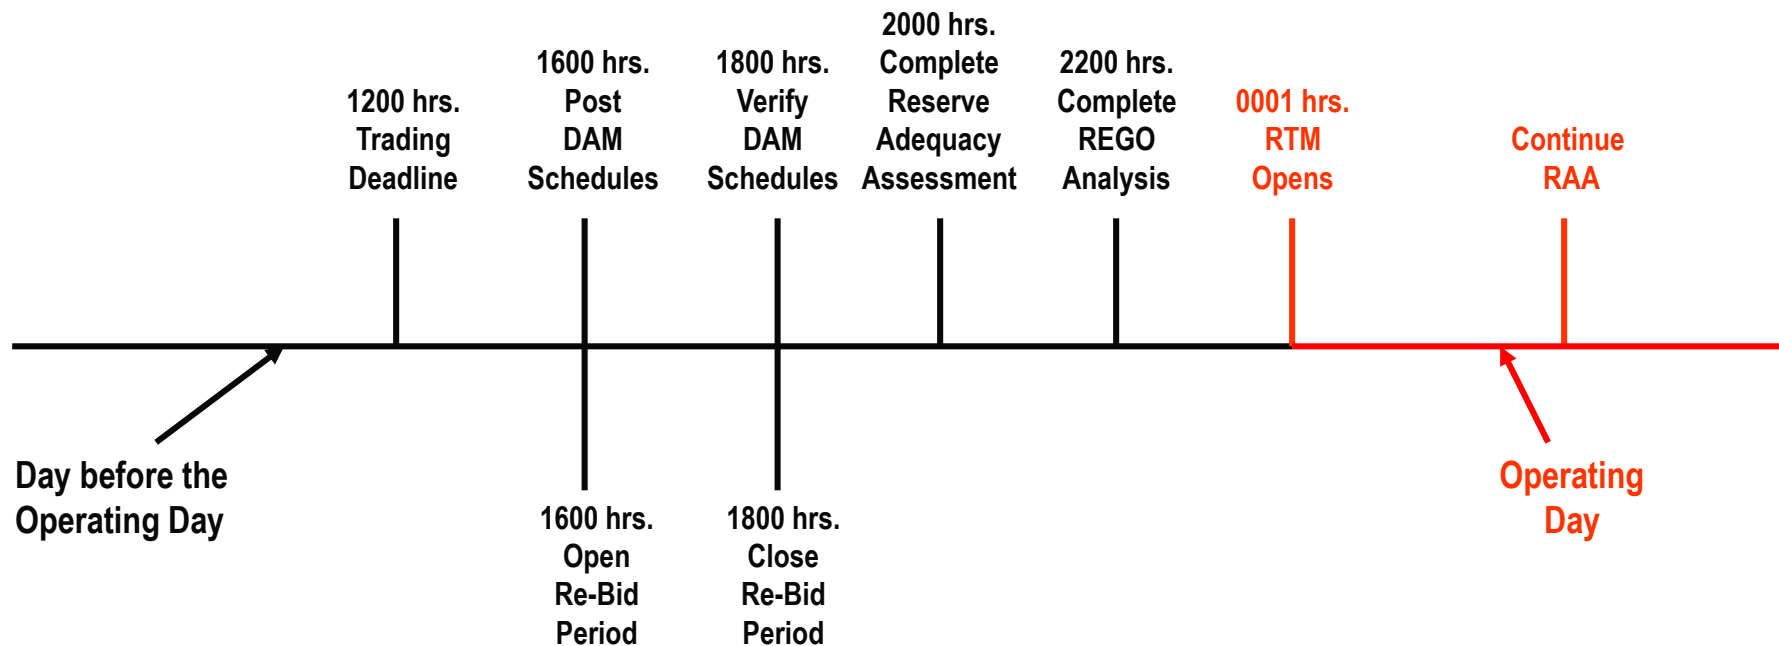 1200 hrs.
Trading
Deadline
1600 hrs.
Post
DAM
Schedules
1800 hrs.
Verify
DAM
Schedules
2000 hrs.
Complete
Reserve
Adequacy
Assessment
2200 hrs.
Complete
REGO
Analysis
0001 hrs.
RTM
Opens
Continue
RAA
Day before the
Operating Day
1600 hrs.
Open
Re-Bid
Period
1800 hrs.
Close
Re-Bid
Period
Operating
Day